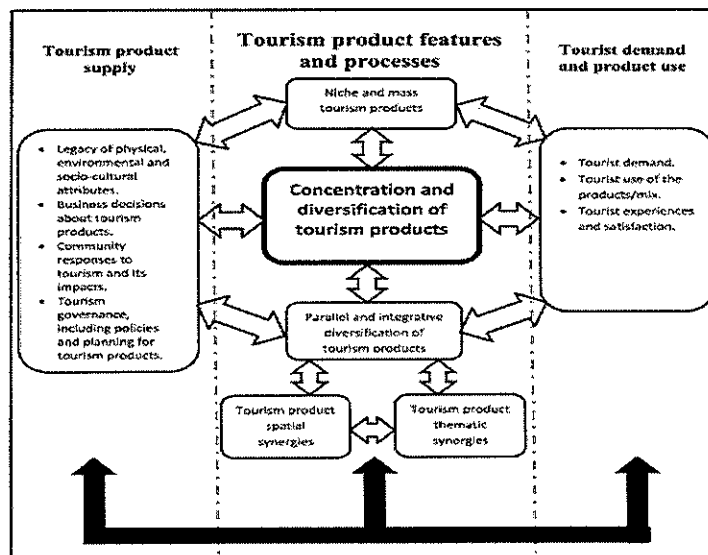 Tourism product
supply
Tourism product features
and processes
Tourist demand
and product use
Niche and mass
tourism products
• Legacy of physical,
environmental and
socio-cultural
attributes.
• Business decisions
about tourism
products.
• Community
responses to
tourism and its
impacts.
• Tourism
governance,
including policies
and planning for
tourism products.
Concentration and
diversification of
tourism products
• Tourist demand.
• Tourist use of the
products/mix.
• Tourist experiences
and satisfaction.
Parallel and integrative
diversification of
tourism products
Tourism product
spatial
synergies
Tourism product
thematic
synergies